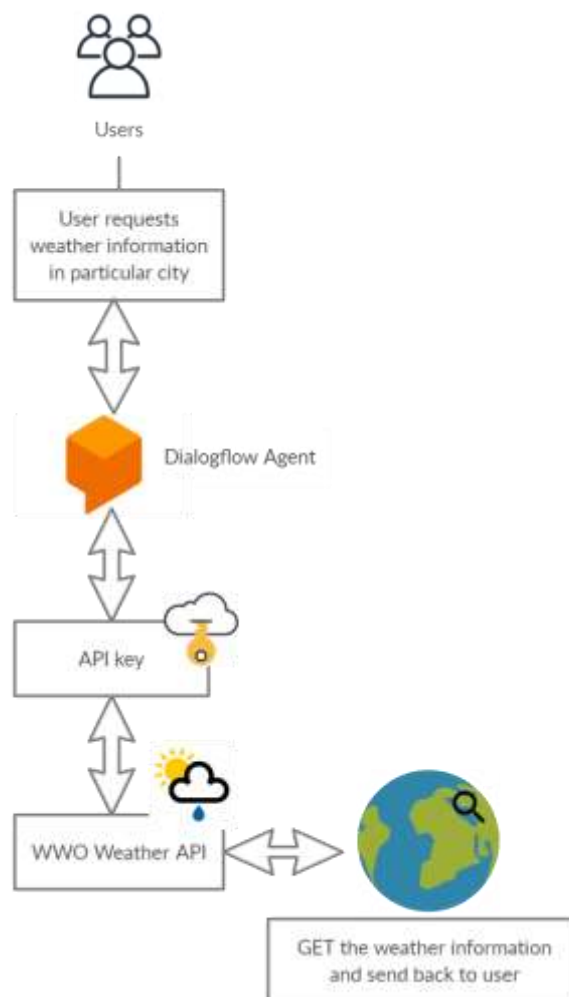 Users
User requests
weather information
in particular city
Dialogflow Agent
API key
WWO Weather API
GET the weather information
and send back to user